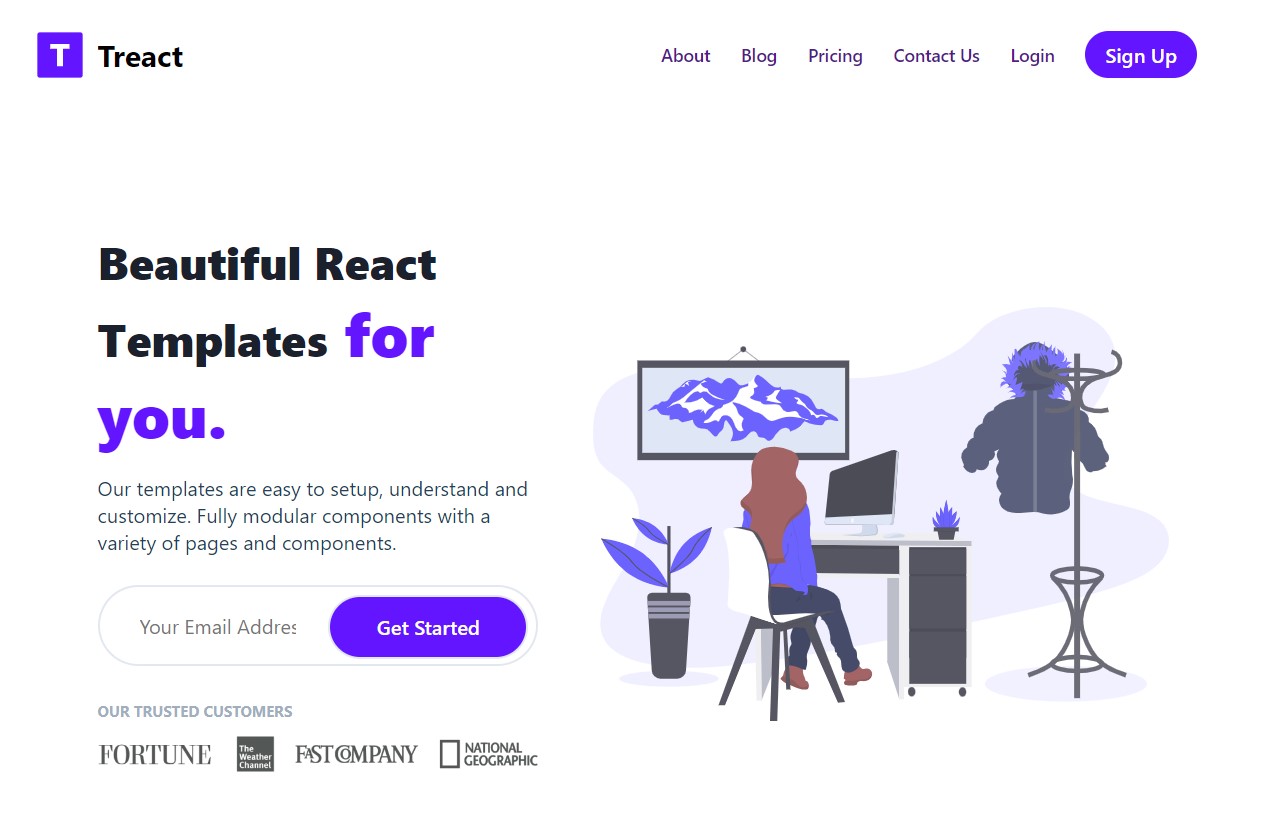 T Treact
About Blog Pricing Contact Us Login Sign Up
Beautiful React
Templates for
you.
Our templates are easy to setup, understand and
customize. Fully modular components with a
variety of pages and components.
Your Email Addres
Get Started
OUR TRUSTED CUSTOMERS
FORTUNE
The
Weather
Channel
FAST COMPANY
NATIONAL
GEOGRAPHIC